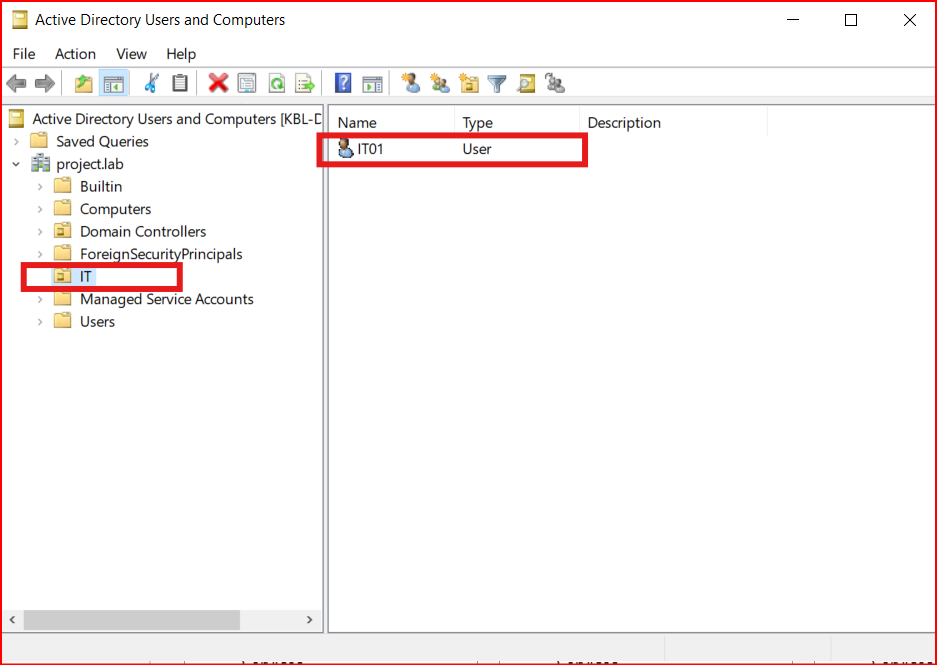 Active Directory Users and Computers
File Action View Help
Active Directory Users and Computers [KBL-D
Saved Queries
project.lab
Builtin
Computers
Domain Controllers
ForeignSecurityPrincipals
IT
Managed Service Accounts
Users
Name Type Description
IT01 User